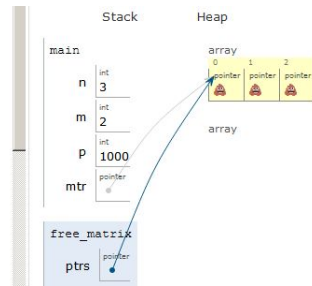 Stack Heap
main array
0 1 2
int pointer pointer pointer
n 3
array
int
m 2
int
p 1000
pointer
mtr
free_matrix
pointer
ptrs